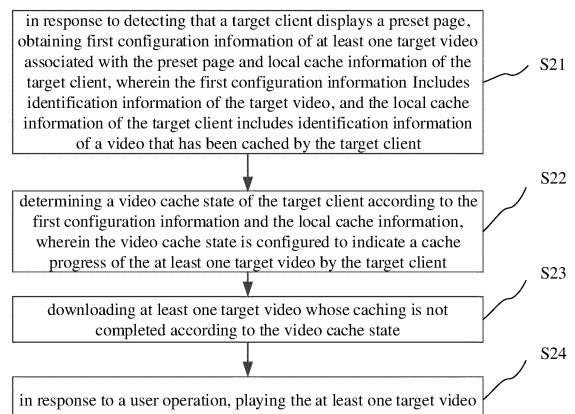 in response to detecting that a target client displays a preset page,
obtaining first configuration information of at least one target video
associated with the preset page and local cache information of the
target client, wherein the first configuration information Includes
identification information of the target video, and the local cache
information of the target client includes identification information
of a video that has been cached by the target client
S21
determining a video cache state of the target client according to the
first configuration information and the local cache information,
wherein the video cache state is configured to indicate a cache
progress of the at least one target video by the target client
S22
downloading at least one target video whose caching is not
completed according to the video cache state
S23
in response to a user operation, playing the at least one target video
S24